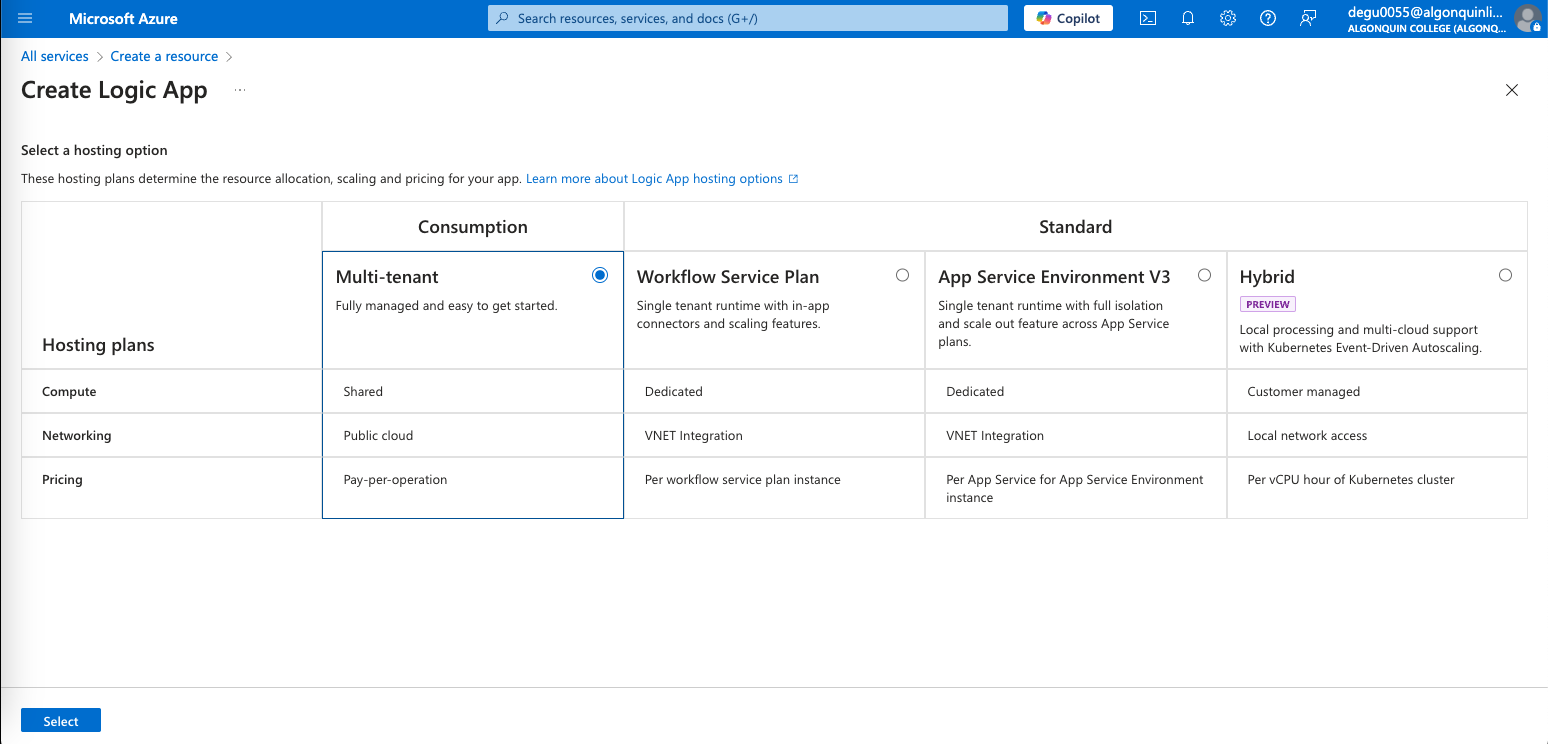 Microsoft Azure
Search resources, services, and docs (G+/)
Copilot
degu0055@algonquinli...
ALGONQUIN COLLEGE (ALGONQ...
All services > Create a resource >
Create Logic App ...
Select a hosting option
These hosting plans determine the resource allocation, scaling and pricing for your app. Learn more about Logic App hosting options
Consumption
Standard
Hosting plans
Multi-tenant
Fully managed and easy to get started.
Workflow Service Plan
Single tenant runtime with in-app
connectors and scaling features.
App Service Environment V3
Single tenant runtime with full isolation
and scale out feature across App Service
plans.
Hybrid
PREVIEW
Local processing and multi-cloud support
with Kubernetes Event-Driven Autoscaling.
Compute
Shared
Dedicated
Dedicated
Customer managed
Networking
Public cloud
VNET Integration
VNET Integration
Local network access
Pricing
Pay-per-operation
Per workflow service plan instance
Per App Service for App Service Environment
instance
Per vCPU hour of Kubernetes cluster
Select